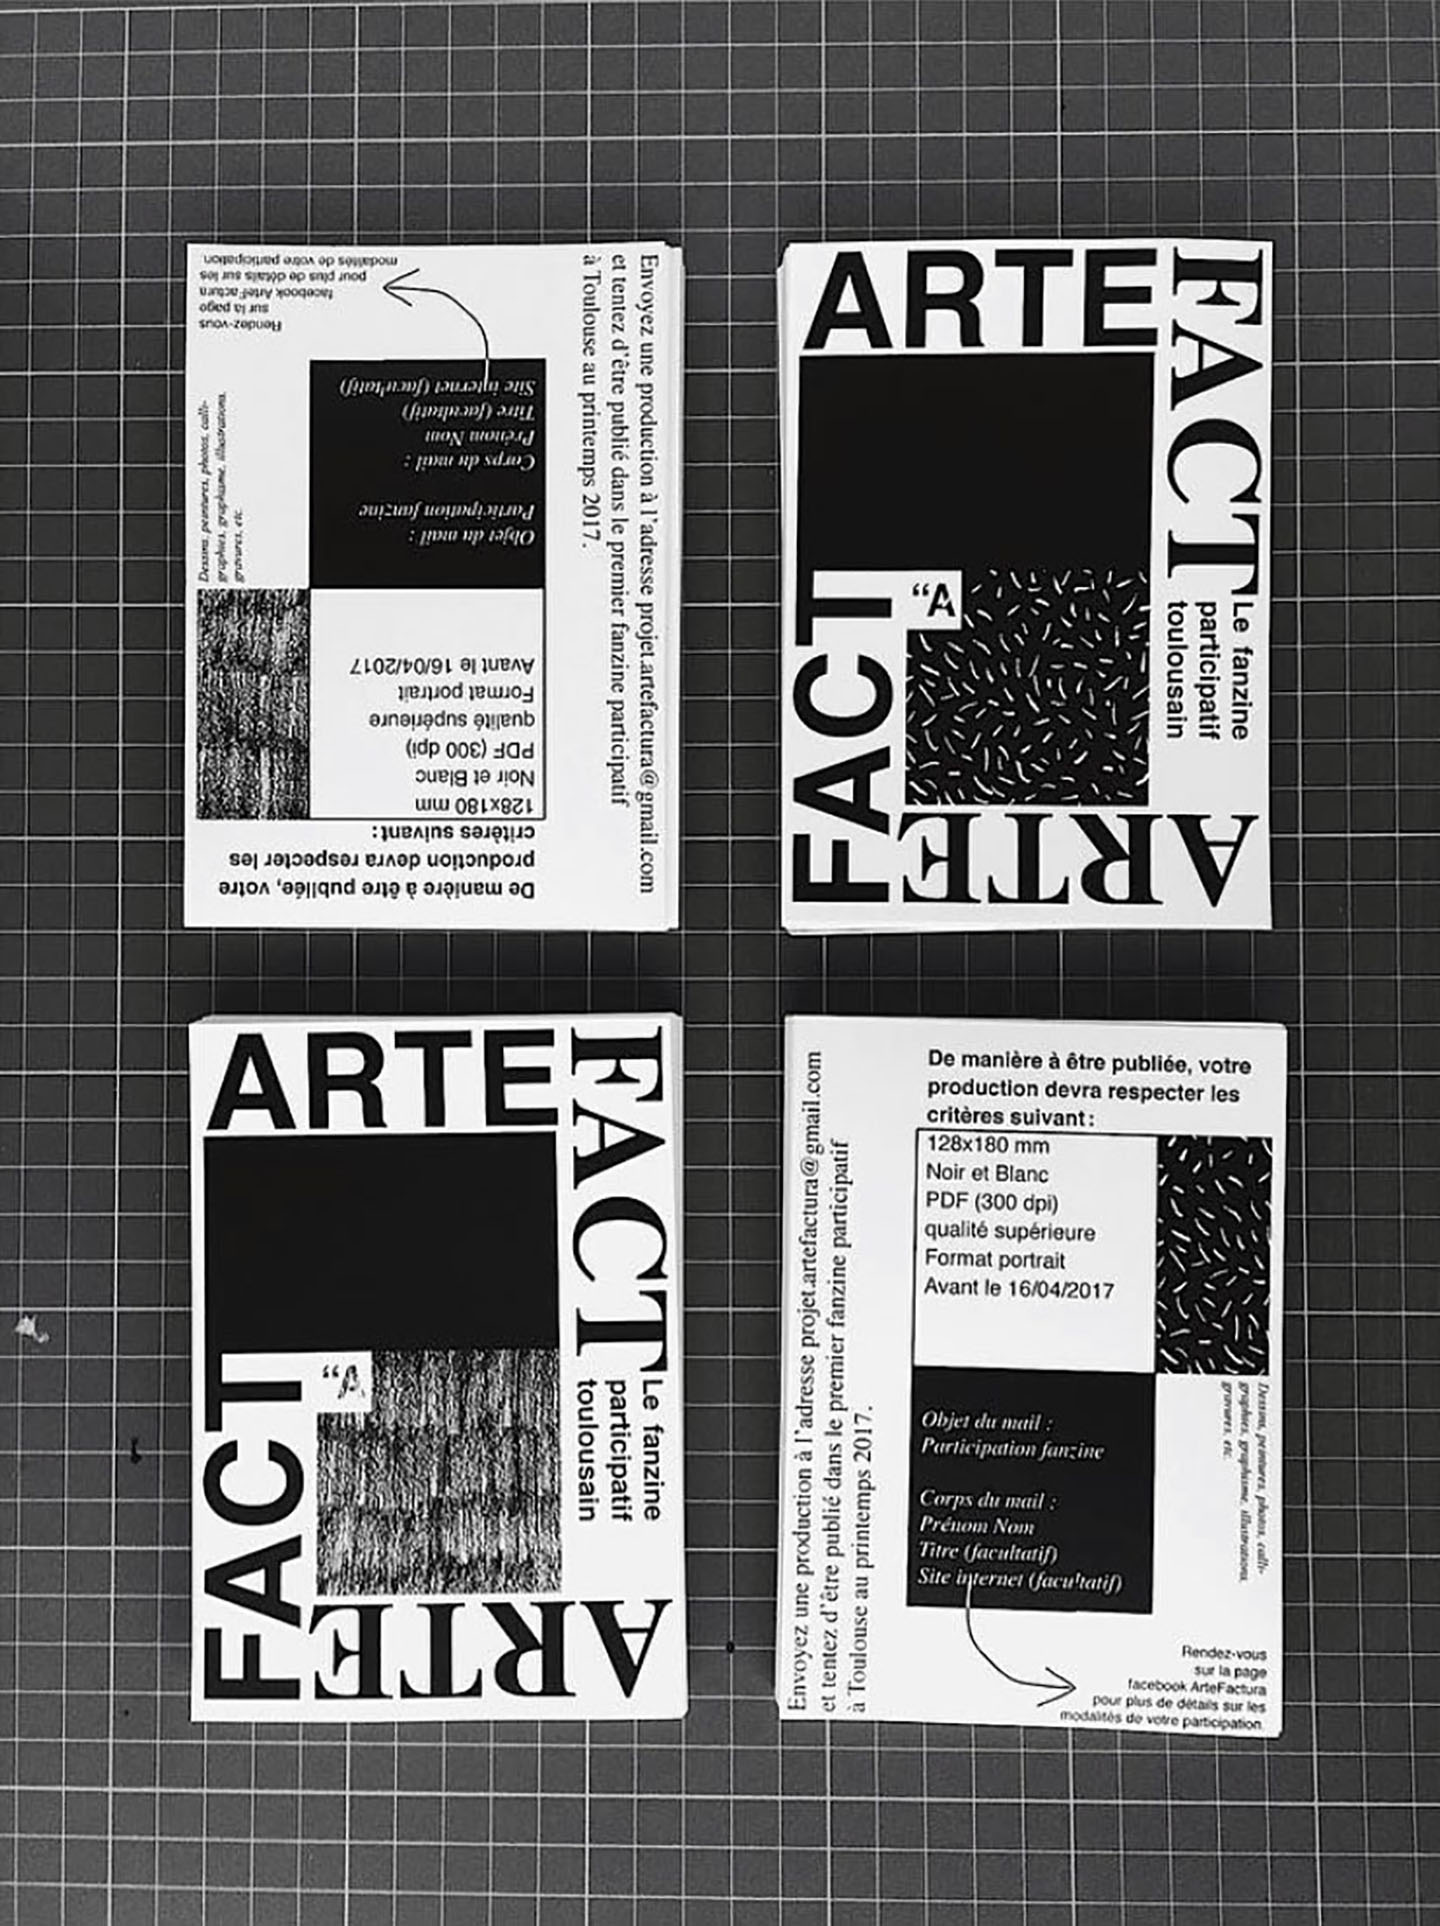 Envoyez une production à l'adresse projet.artefactura@gmail.com
et tentez d'être publié dans le premier fanzine participatif
à Toulouse au printemps 2017.
De manière à être publiée, votre
production devra respecter les
critères suivant :
128x180 mm
Noir et Blanc
PDF (300 dpi)
qualité supérieure
Format portrait
Avant le 16/04/2017
Objet du mail :
Participation fanzine
Corps du mail :
Prénom Nom
Titre (facultatif)
Site internet (facultatif)
Dessins, peintures, photos, calli-
graphies, graphisme, illustrations,
gravures, etc.
Rendez-vous
sur la page
facebook ArteFactura
pour plus de détails sur les
modalités de votre participation.
ARTE
FACT
Le fanzine
participatif
toulousain
ARTE
FACT
“A
ARTE
FACT
Le fanzine
participatif
toulousain
ARTE
FACT
“A
Envoyez une production à l'adresse projet.artefactura@gmail.com
et tentez d'être publié dans le premier fanzine participatif
à Toulouse au printemps 2017.
De manière à être publiée, votre
production devra respecter les
critères suivant :
128x180 mm
Noir et Blanc
PDF (300 dpi)
qualité supérieure
Format portrait
Avant le 16/04/2017
Objet du mail :
Participation fanzine
Corps du mail :
Prénom Nom
Titre (facultatif)
Site internet (facultatif)
Dessins, peintures, photos, calli-
graphies, graphisme, illustrations,
gravures, etc.
Rendez-vous
sur la page
facebook ArteFactura
pour plus de détails sur les
modalités de votre participation.